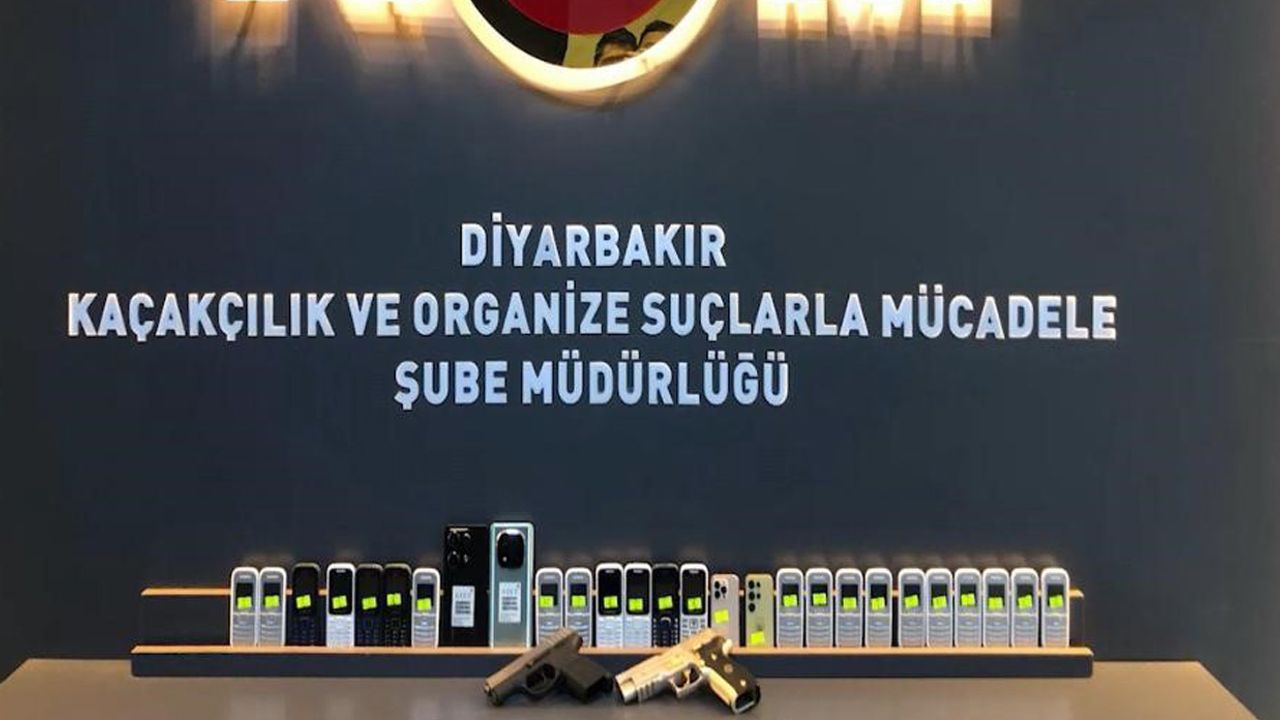 DİYARBAKIR
KAÇAKÇILIK VE ORGANİZE SUÇLARLA MÜCADELE
ŞUBE MÜDÜRLÜĞÜ